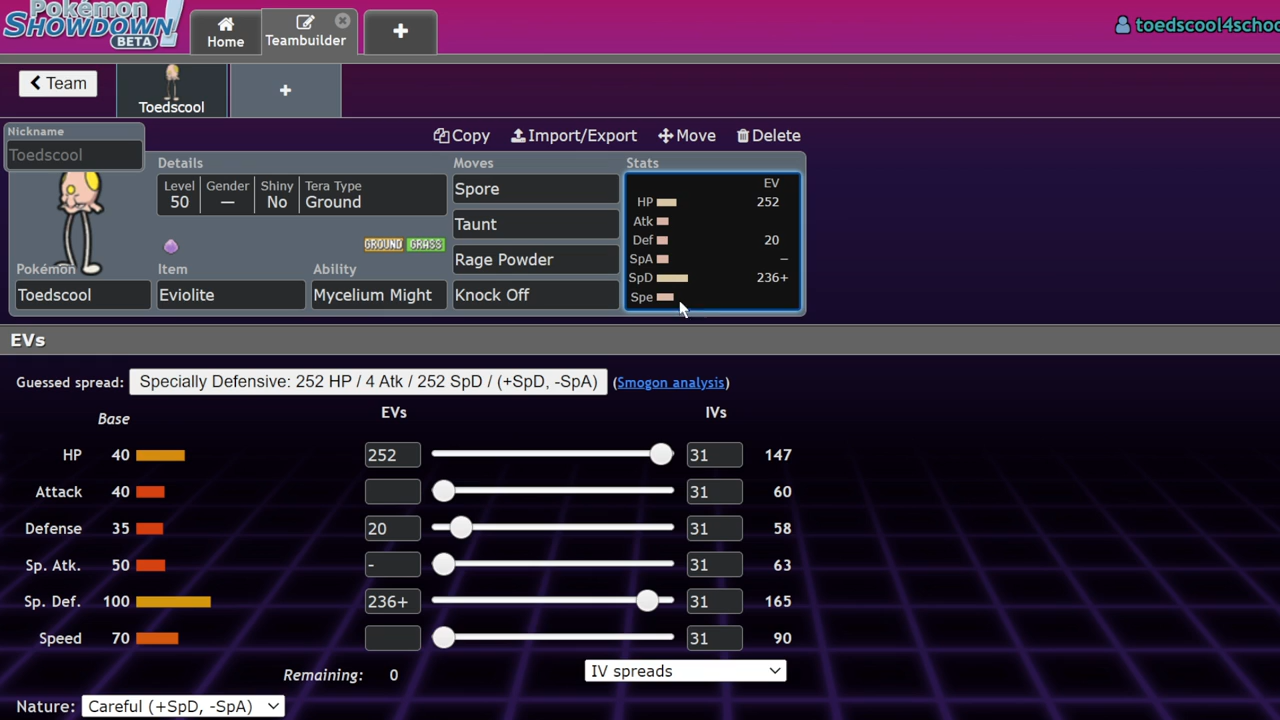 Pokémon
SHOWDOWN!
BETA
Home
Teambuilder
+
toedscool4schoo
Team
Toedscool
+
Nickname
Toedscool
Copy Import/Export Move Delete
Details
Level Gender Shiny Tera Type
50 — No Ground
GROUND GRASS
Pokémon Item Ability
Toedscool Eviolite Mycelium Might
Moves
Spore
Taunt
Rage Powder
Knock Off
Stats
EV
HP 252
Atk
Def 20
SpA –
SpD 236+
Spe
EVs
Guessed spread: Specially Defensive: 252 HP / 4 Atk / 252 SpD / (+SpD, -SpA) (Smogon analysis)
Base EVs IVs
HP 40 252 31 147
Attack 40 31 60
Defense 35 20 31 58
Sp. Atk. 50 - 31 63
Sp. Def. 100 236+ 31 165
Speed 70 31 90
Remaining: 0 IV spreads
Nature: Careful (+SpD, -SpA)